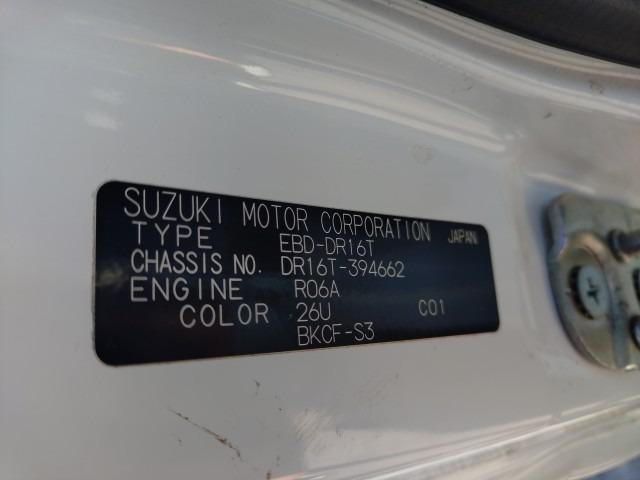 SUZUKI MOTOR CORPORATION JAPAN
TYPE EBD-DR16T
CHASSIS NO. DR16T-394662
ENGINE R06A
COLOR 26U C01
BKCF-S3